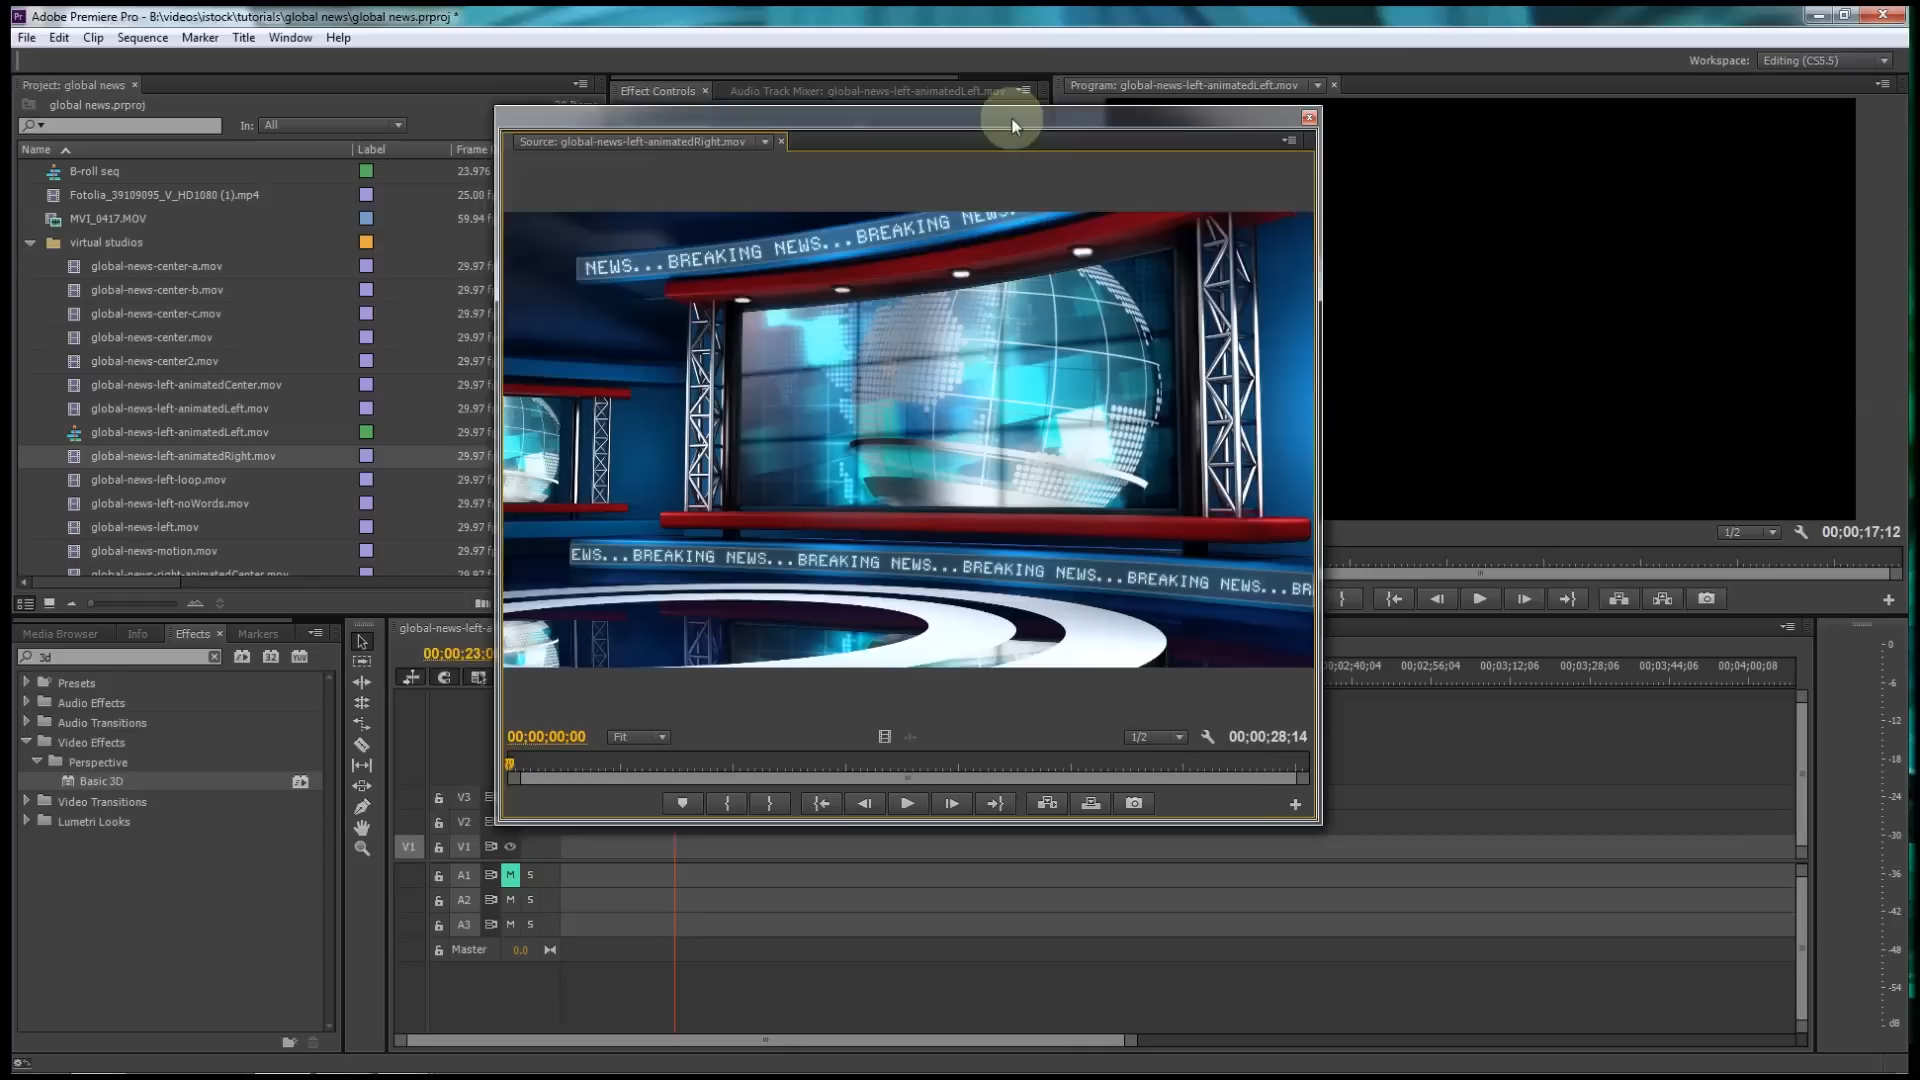 Pr Adobe Premiere Pro - B:\videos\istock\tutorials\global news\global news.prproj *
File Edit Clip Sequence Marker Title Window Help
Workspace: Editing (CS5.5)
Project: global news ×
Effect Controls × Audio Track Mixer: global-news-left-animatedLeft.mov
Program: global-news-left-animatedLeft.mov ×
global news.prproj
In: All
Source: global-news-left-animatedRight.mov ×
Name Label Frame
B-roll seq 23.976
Fotolia_39109095_V_HD1080 (1).mp4 25.00 f
MVI_0417.MOV 59.94 f
virtual studios
global-news-center-a.mov 29.97 f
global-news-center-b.mov 29.97 f
global-news-center-c.mov 29.97 f
global-news-center.mov 29.97 f
global-news-center2.mov 29.97 f
global-news-left-animatedCenter.mov 29.97 f
global-news-left-animatedLeft.mov 29.97 f
global-news-left-animatedLeft.mov 29.97 f
global-news-left-animatedRight.mov 29.97 f
global-news-left-loop.mov 29.97 f
global-news-left-noWords.mov 29.97 f
global-news-left.mov 29.97 f
global-news-motion.mov 29.97 f
global-news-right-animatedCenter.mov 29.97 f
NEWS...BREAKING NEWS...BREAKING NEWS...
EWS...BREAKING NEWS...BREAKING NEWS...BREAKING NEWS...BREAKING NEWS...BR
1/2 00;00;17;12
Media Browser Info Effects × Markers
3d
32 YUV
Presets
Audio Effects
Audio Transitions
Video Effects
Perspective
Basic 3D
Video Transitions
Lumetri Looks
global-news-left-a
00;00;23;0
;02;40;04 00;02;56;04 00;03;12;06 00;03;28;06 00;03;44;06 00;04;00;08
00;00;00;00 Fit 1/2 00;00;28;14
V3
V2
V1 V1
A1 M S
A2 M S
A3 M S
Master 0.0
0
-6
-12
-18
-24
-30
-36
-42
-48
-54
dB